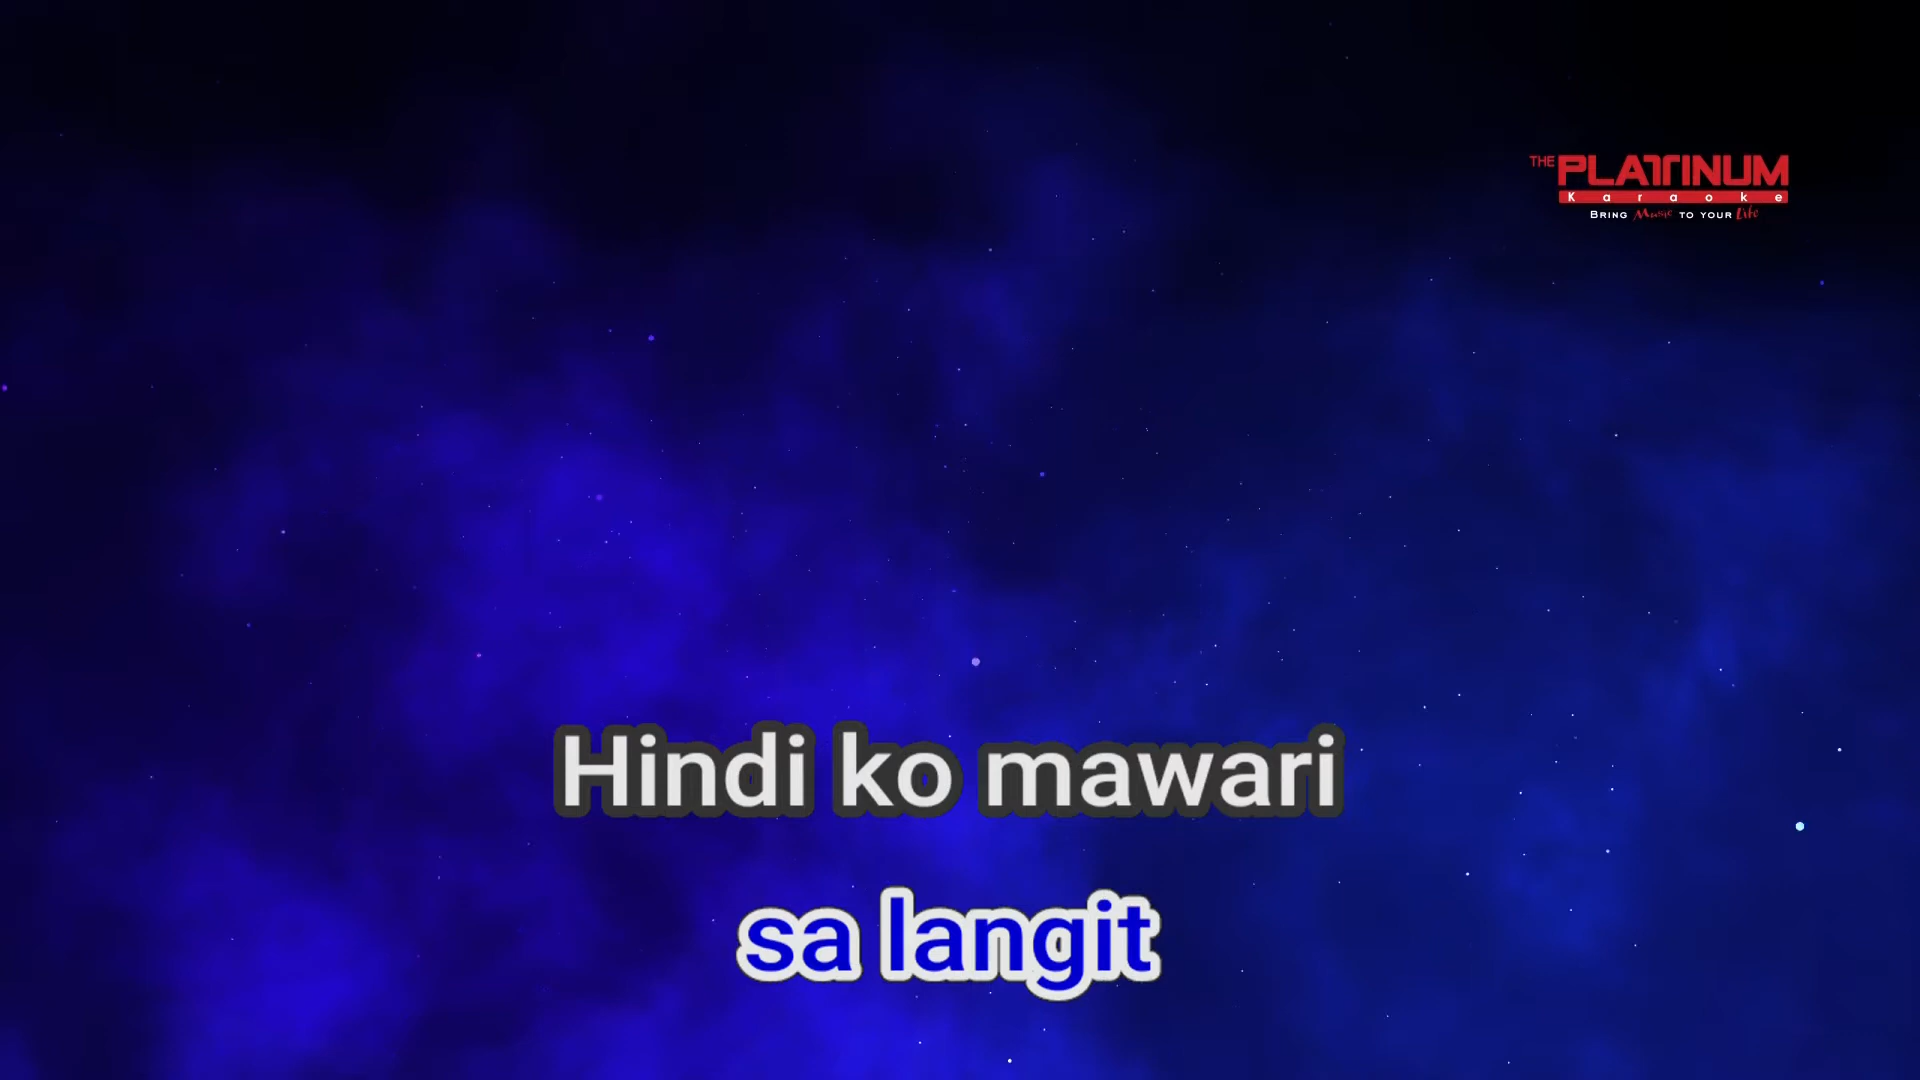 THE PLATINUM
Karaoke
BRING Music TO YOUR Life
Hindi ko mawari
sa langit